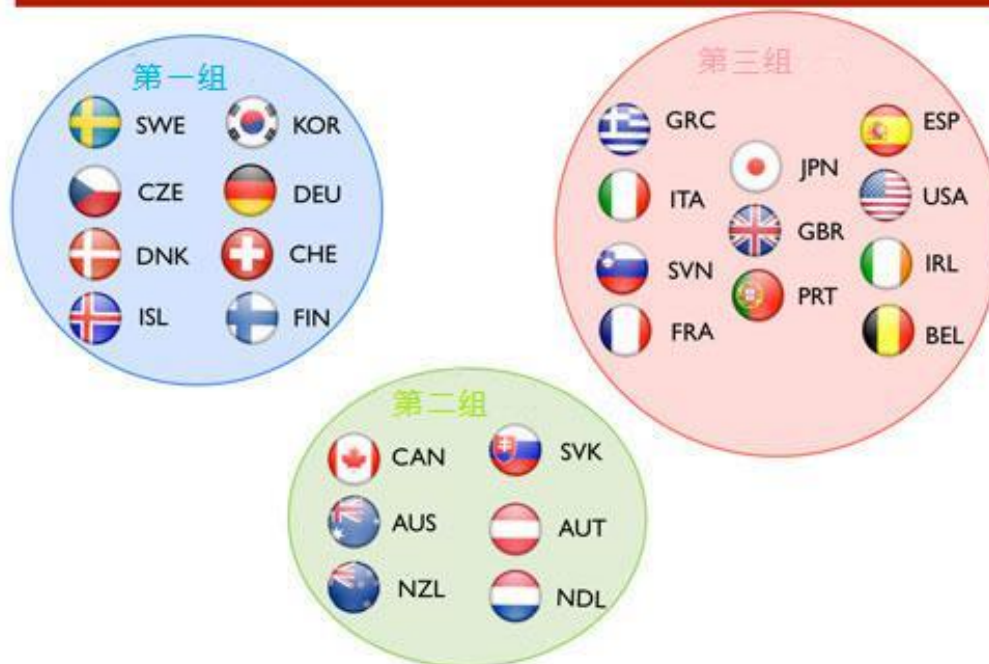 第一组
SWE
KOR
CZE
DEU
DNK
CHE
ISL
FIN
第三组
GRC
ESP
JPN
ITA
USA
GBR
SVN
IRL
PRT
FRA
BEL
第二组
CAN
SVK
AUS
AUT
NZL
NDL